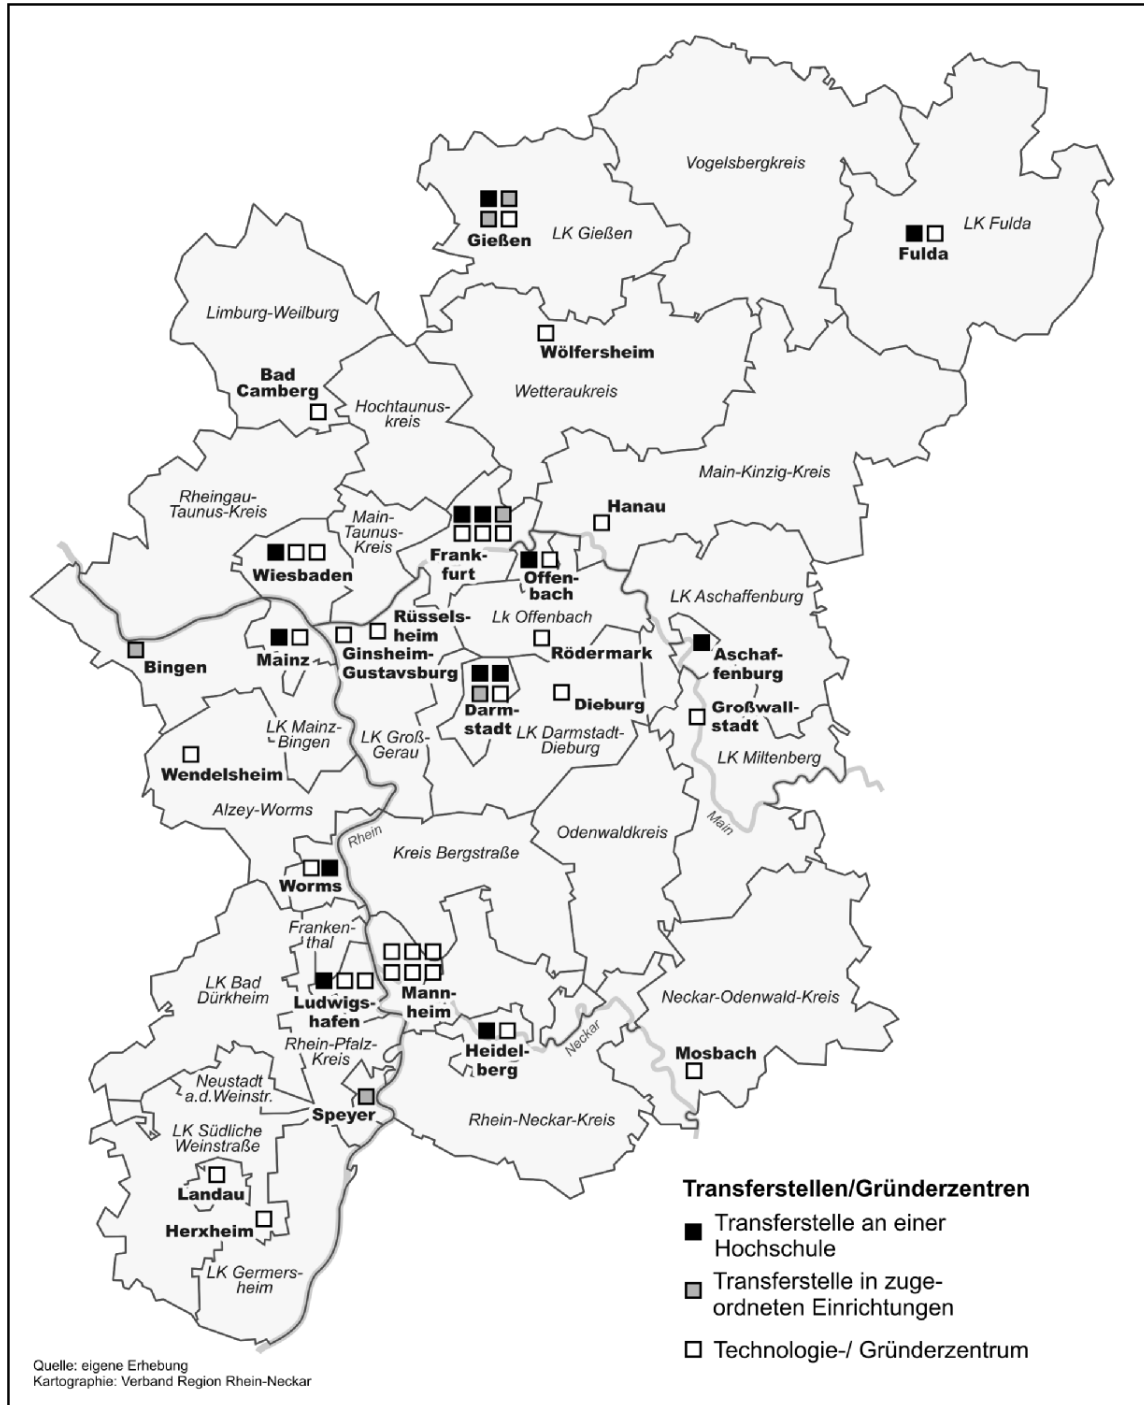 Vogelsbergkreis
LK Gießen
Gießen
LK Fulda
Fulda
Limburg-Weilburg
Wölfersheim
Bad
Camberg
Wetteraukreis
Hochtaunus-
kreis
Main-Kinzig-Kreis
Rheingau-
Taunus-Kreis
Main-
Taunus-
Kreis
Hanau
Frank-
furt
Wiesbaden
Offen-
bach
LK Aschaffenburg
Lk Offenbach
Rüssels-
heim
Mainz
Ginsheim-
Gustavsburg
Bingen
Rödermark
Aschaf-
fenburg
Darm-
stadt
Dieburg
Großwall-
stadt
LK Mainz-
Bingen
LK Groß-
Gerau
LK Darmstadt-
Dieburg
LK Miltenberg
Wendelsheim
Alzey-Worms
Main
Rhein
Odenwaldkreis
Kreis Bergstraße
Worms
Franken-
thal
LK Bad
Dürkheim
Ludwigs-
hafen
Mann-
heim
Neckar-Odenwald-Kreis
Rhein-Pfalz-
Kreis
Heidel-
berg
Neckar
Mosbach
Neustadt
a.d.Weinstr.
Speyer
Rhein-Neckar-Kreis
LK Südliche
Weinstraße
Landau
Herxheim
LK Germers-
heim
Transferstellen/Gründerzentren
Transferstelle an einer
Hochschule
Transferstelle in zuge-
ordneten Einrichtungen
Technologie-/ Gründerzentrum
Quelle: eigene Erhebung
Kartographie: Verband Region Rhein-Neckar